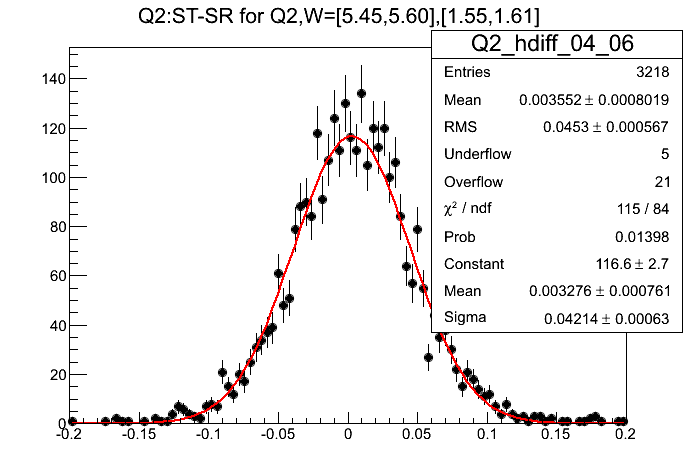 Q2:ST-SR for Q2,W=[5.45,5.60],[1.55,1.61]
Q2_hdiff_04_06
Entries 3218
Mean 0.003552 ± 0.0008019
RMS 0.0453 ± 0.000567
Underflow 5
Overflow 21
χ² / ndf 115 / 84
Prob 0.01398
Constant 116.6 ± 2.7
Mean 0.003276 ± 0.000761
Sigma 0.04214 ± 0.00063
140
120
100
80
60
40
20
0
-0.2 -0.15 -0.1 -0.05 0 0.05 0.1 0.15 0.2